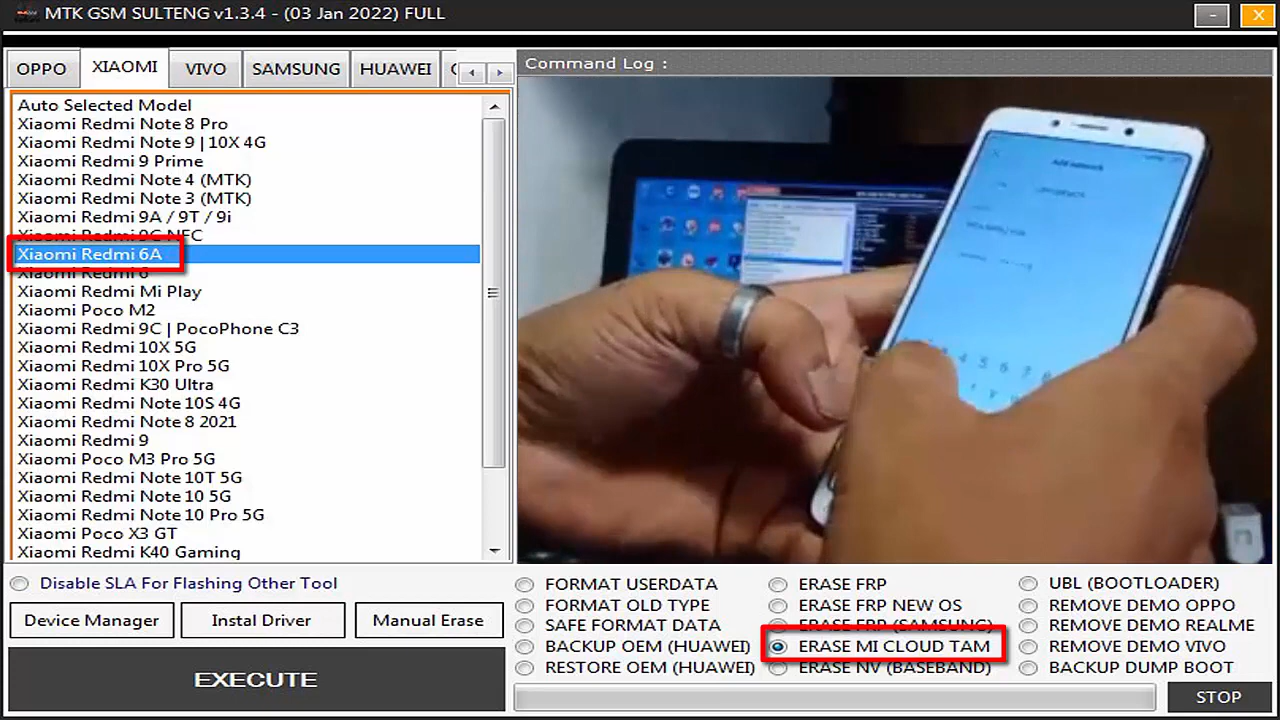 MTK GSM SULTENG v1.3.4 - (03 Jan 2022) FULL
OPPO XIAOMI VIVO SAMSUNG HUAWEI
Auto Selected Model
Xiaomi Redmi Note 8 Pro
Xiaomi Redmi Note 9 | 10X 4G
Xiaomi Redmi 9 Prime
Xiaomi Redmi Note 4 (MTK)
Xiaomi Redmi Note 3 (MTK)
Xiaomi Redmi 9A / 9T / 9i
Xiaomi Redmi 9C NFC
Xiaomi Redmi 6A
Xiaomi Redmi 6
Xiaomi Redmi Mi Play
Xiaomi Poco M2
Xiaomi Redmi 9C | PocoPhone C3
Xiaomi Redmi 10X 5G
Xiaomi Redmi 10X Pro 5G
Xiaomi Redmi K30 Ultra
Xiaomi Redmi Note 10S 4G
Xiaomi Redmi Note 8 2021
Xiaomi Redmi 9
Xiaomi Poco M3 Pro 5G
Xiaomi Redmi Note 10T 5G
Xiaomi Redmi Note 10 5G
Xiaomi Redmi Note 10 Pro 5G
Xiaomi Poco X3 GT
Xiaomi Redmi K40 Gaming
Disable SLA For Flashing Other Tool
Device Manager Instal Driver Manual Erase
EXECUTE
Command Log :
Add network
FORMAT USERDATA
FORMAT OLD TYPE
SAFE FORMAT DATA
BACKUP OEM (HUAWEI)
RESTORE OEM (HUAWEI)
ERASE FRP
ERASE FRP NEW OS
ERASE FRP (SAMSUNG)
ERASE MI CLOUD TAM
ERASE NV (BASEBAND)
UBL (BOOTLOADER)
REMOVE DEMO OPPO
REMOVE DEMO REALME
REMOVE DEMO VIVO
BACKUP DUMP BOOT
STOP